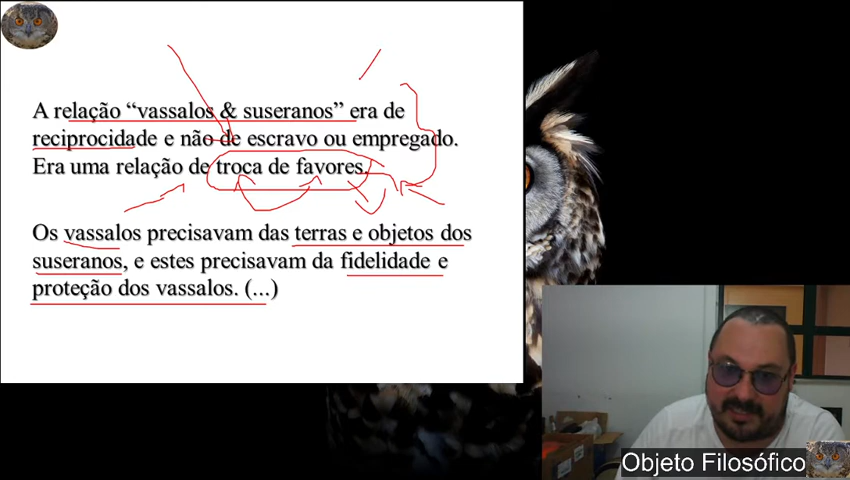 A relação “vassalos & suseranos” era de
reciprocidade e não de escravo ou empregado.
Era uma relação de troca de favores.
Os vassalos precisavam das terras e objetos dos
suseranos, e estes precisavam da fidelidade e
proteção dos vassalos. (...)
Objeto Filosófico